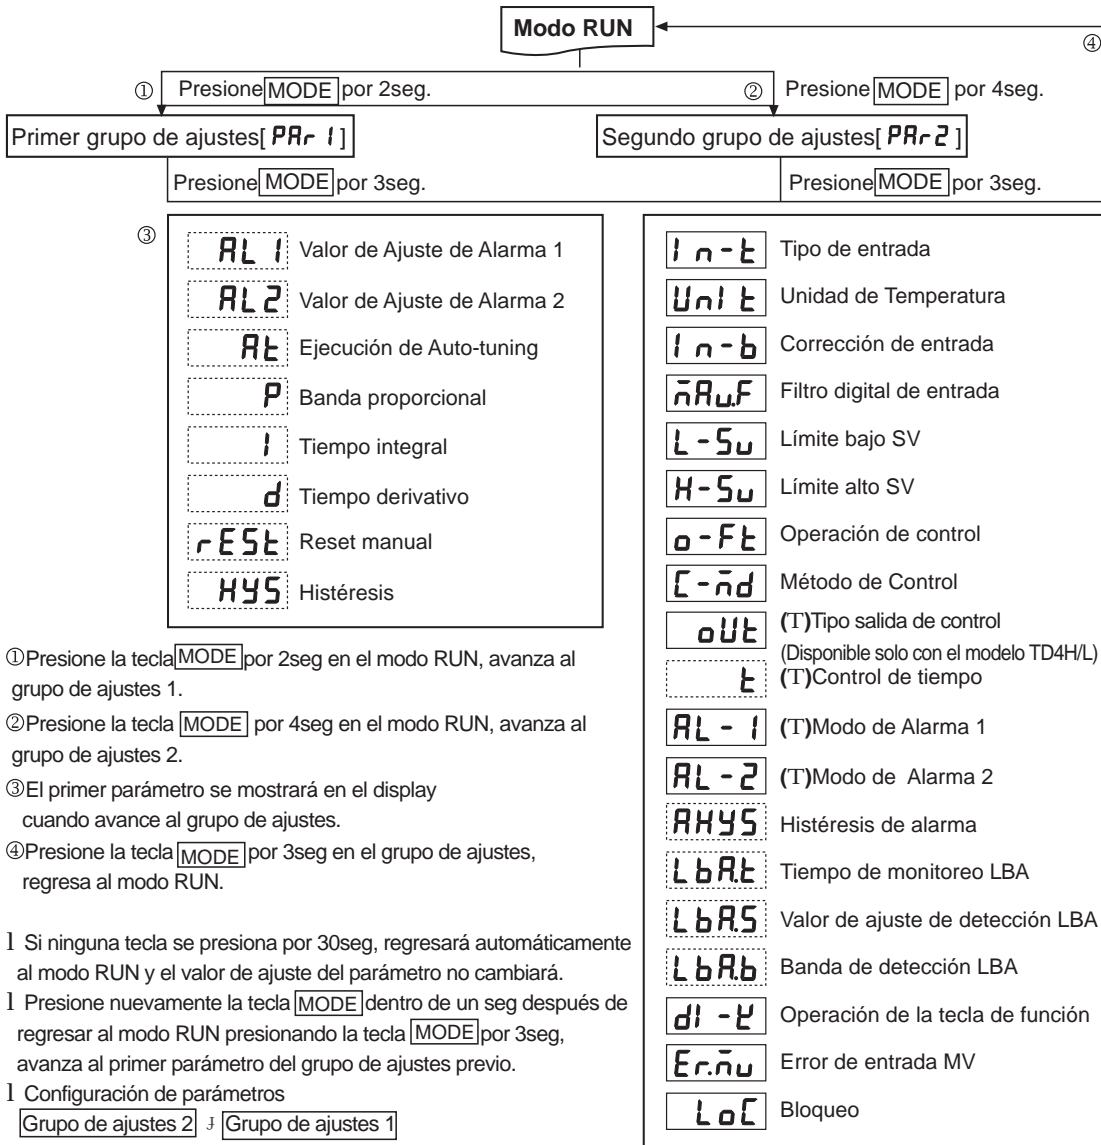 Modo RUN
④
① Presione MODE por 2seg.
② Presione MODE por 4seg.
Primer grupo de ajustes[ PAr 1 ]
Segundo grupo de ajustes[ PAr2 ]
Presione MODE por 3seg.
Presione MODE por 3seg.
③
AL 1 Valor de Ajuste de Alarma 1
AL2 Valor de Ajuste de Alarma 2
At Ejecución de Auto-tuning
P Banda proporcional
I Tiempo integral
d Tiempo derivativo
rESt Reset manual
HYS Histéresis
①Presione la tecla MODE por 2seg en el modo RUN, avanza al
grupo de ajustes 1.
②Presione la tecla MODE por 4seg en el modo RUN, avanza al
grupo de ajustes 2.
③El primer parámetro se mostrará en el display
cuando avance al grupo de ajustes.
④Presione la tecla MODE por 3seg en el grupo de ajustes,
regresa al modo RUN.
l Si ninguna tecla se presiona por 30seg, regresará automáticamente
al modo RUN y el valor de ajuste del parámetro no cambiará.
l Presione nuevamente la tecla MODE dentro de un seg después de
regresar al modo RUN presionando la tecla MODE por 3seg,
avanza al primer parámetro del grupo de ajustes previo.
l Configuración de parámetros
Grupo de ajustes 2 J Grupo de ajustes 1
In-t Tipo de entrada
UnIt Unidad de Temperatura
In-b Corrección de entrada
mAu.F Filtro digital de entrada
L-Su Límite bajo SV
H-Su Límite alto SV
o-Ft Operación de control
C-md Método de Control
oUt (T)Tipo salida de control
(Disponible solo con el modelo TD4H/L)
t (T)Control de tiempo
AL-1 (T)Modo de Alarma 1
AL-2 (T)Modo de Alarma 2
AHYS Histéresis de alarma
LbA.t Tiempo de monitoreo LBA
LbA.S Valor de ajuste de detección LBA
LbA.b Banda de detección LBA
dI-K Operación de la tecla de función
Er.mu Error de entrada MV
LoC Bloqueo